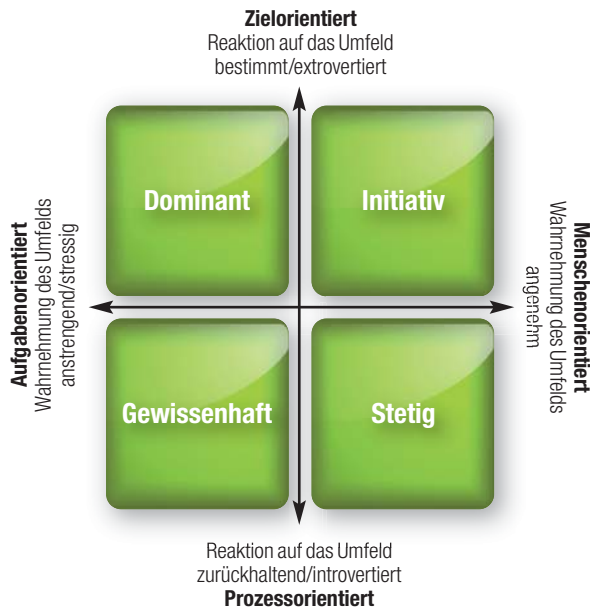 Zielorientiert
Reaktion auf das Umfeld
bestimmt/extrovertiert
Dominant
Initiativ
Aufgabenorientiert
Wahrnehmung des Umfelds
anstrengend/stressig
Menschenorientiert
Wahrnehmung des Umfelds
angenehm
Gewissenhaft
Stetig
Reaktion auf das Umfeld
zurückhaltend/introvertiert
Prozessorientiert